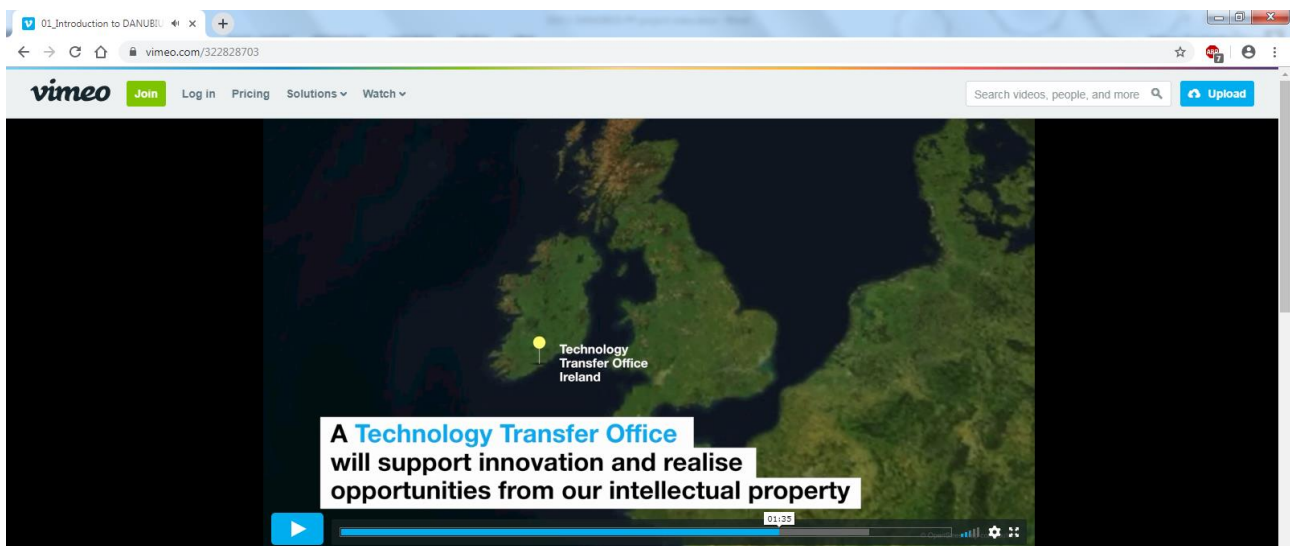 01_Introduction to DANUBIU
vimeo.com/322828703
ABP
7
vimeo Join Log in Pricing Solutions Watch Search videos, people, and more Upload
Technology
Transfer Office
Ireland
A Technology Transfer Office
will support innovation and realise
opportunities from our intellectual property
01:35